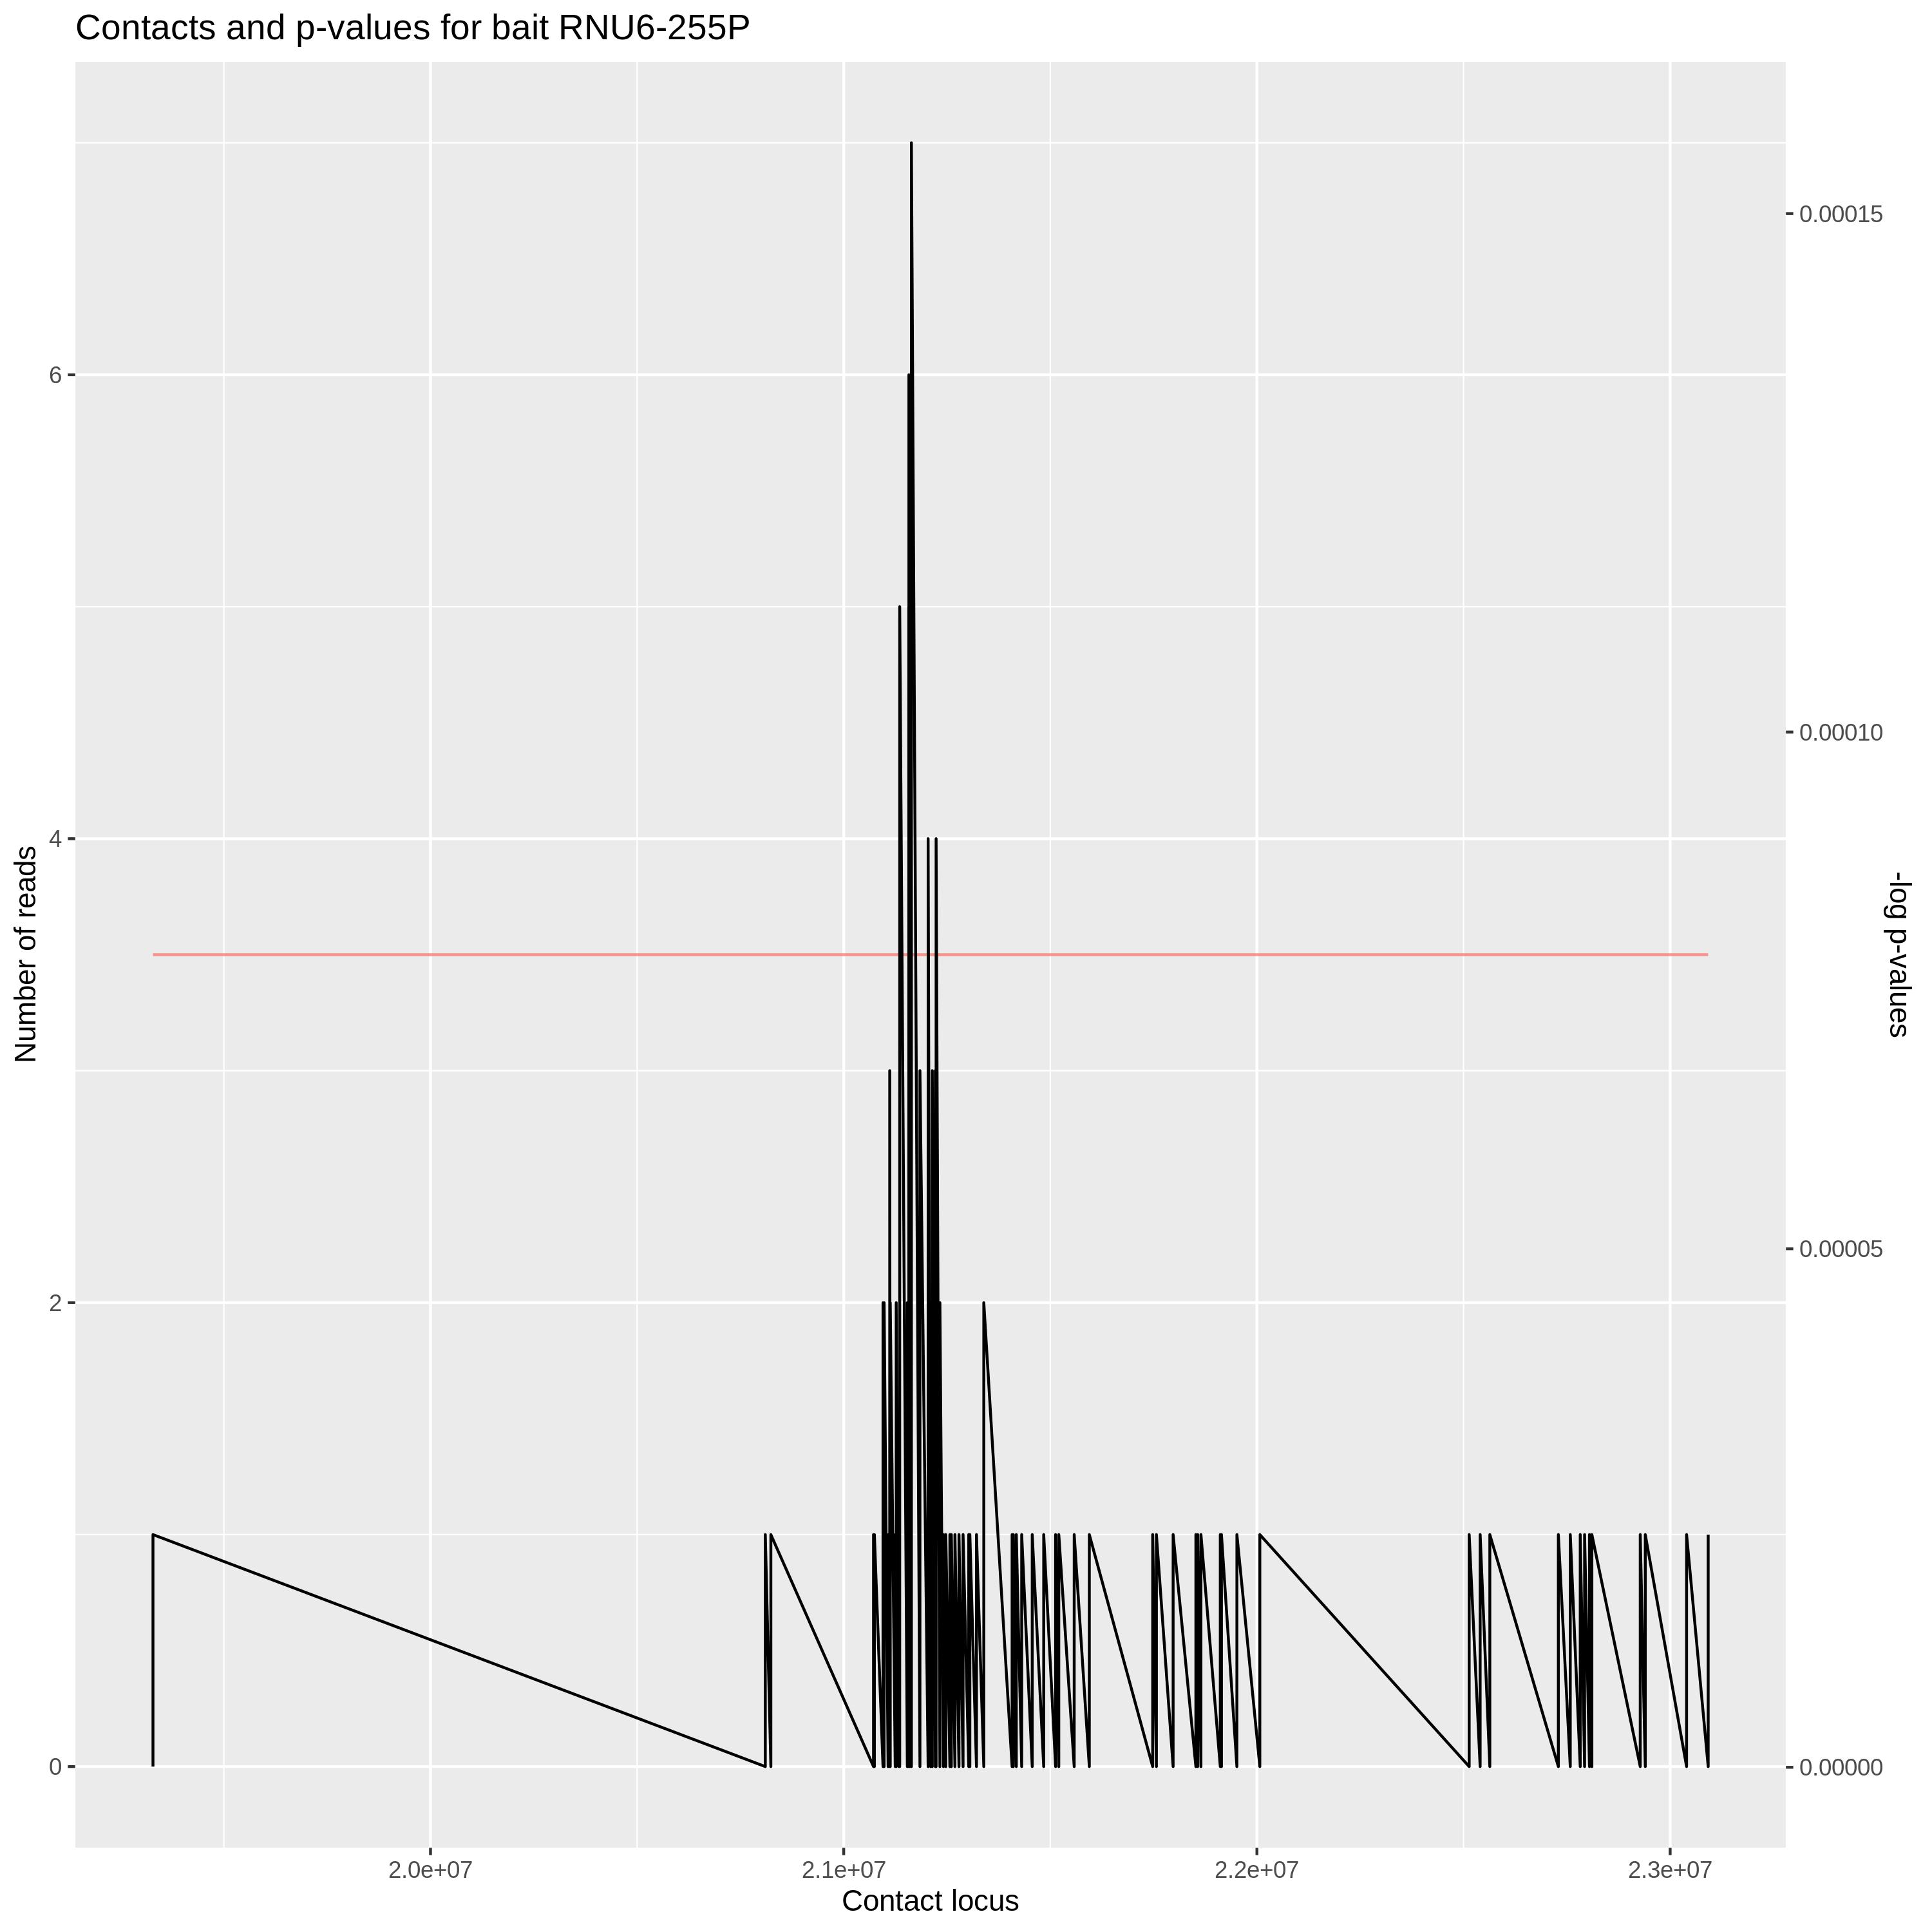 Contacts and p-values for bait RNU6-255P
Number of reads
6
4
2
0
0.00015
0.00010
0.00005
0.00000
-log p-values
2.0e+07
2.1e+07
2.2e+07
2.3e+07
Contact locus